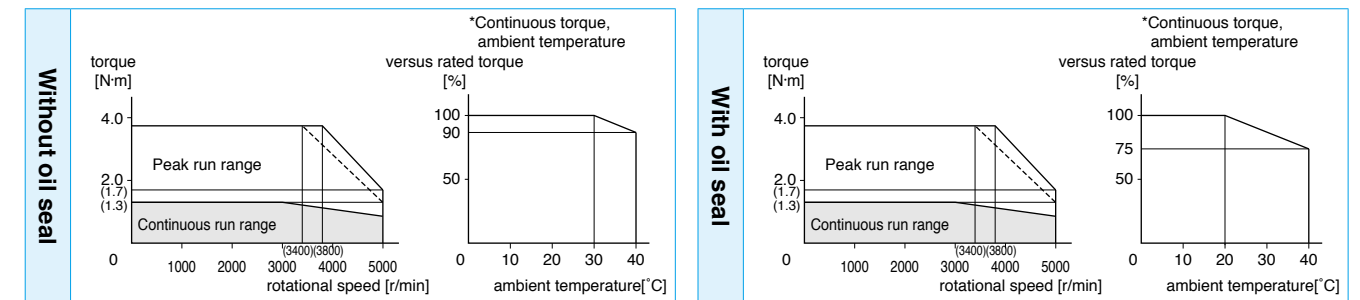 Without oil seal
torque
[N·m]
4.0
2.0
(1.7)
(1.3)
0
Peak run range
Continuous run range
(3400)(3800)
1000 2000 3000 4000 5000
rotational speed [r/min]
*Continuous torque,
ambient temperature
versus rated torque
[%]
100
90
50
0 10 20 30 40
ambient temperature[˚C]
With oil seal
torque
[N·m]
4.0
2.0
(1.7)
(1.3)
0
Peak run range
Continuous run range
(3400)(3800)
1000 2000 3000 4000 5000
rotational speed [r/min]
*Continuous torque,
ambient temperature
versus rated torque
[%]
100
75
50
0 10 20 30 40
ambient temperature[˚C]